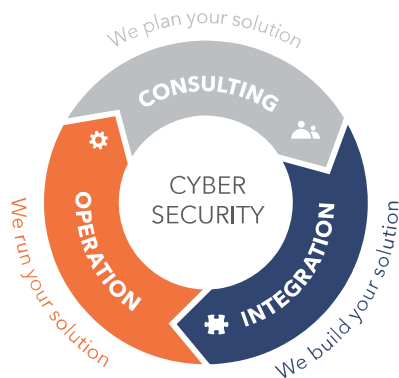 We plan your solution
CONSULTING
CYBER
SECURITY
INTEGRATION
We build your solution
OPERATION
We run your solution